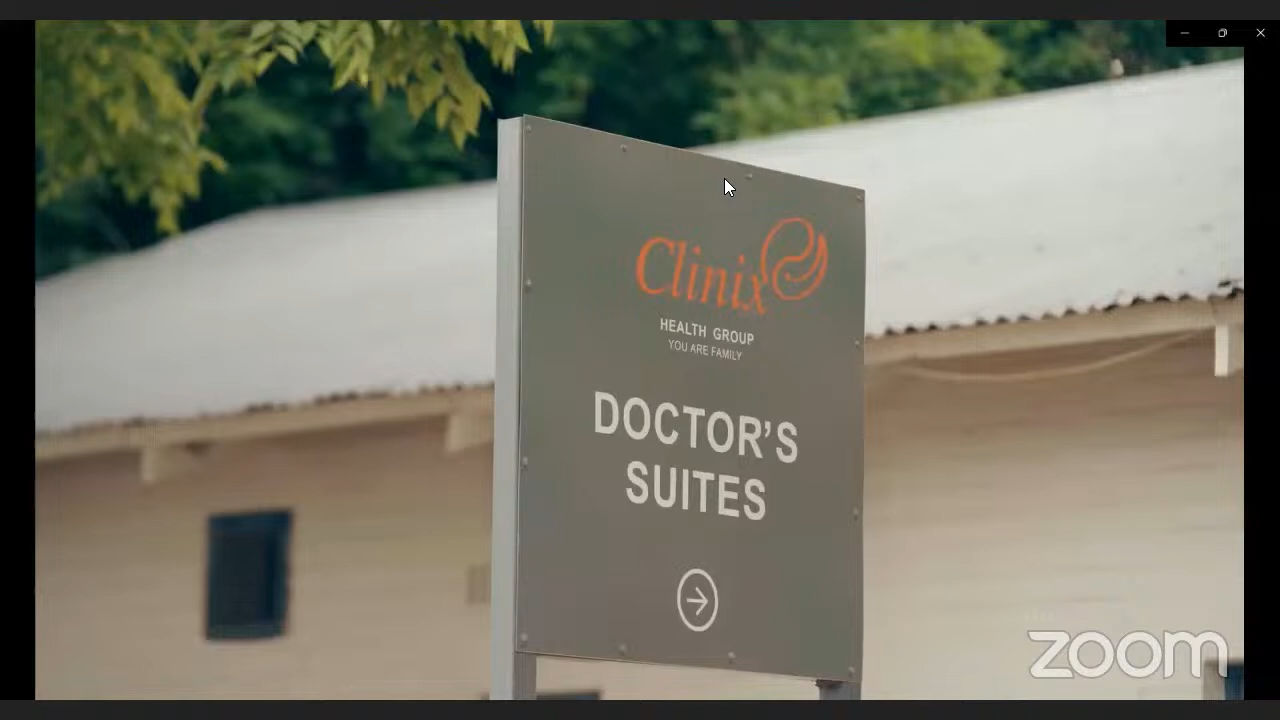 Clinix
HEALTH GROUP
YOU ARE FAMILY
DOCTOR'S
SUITES
zoom